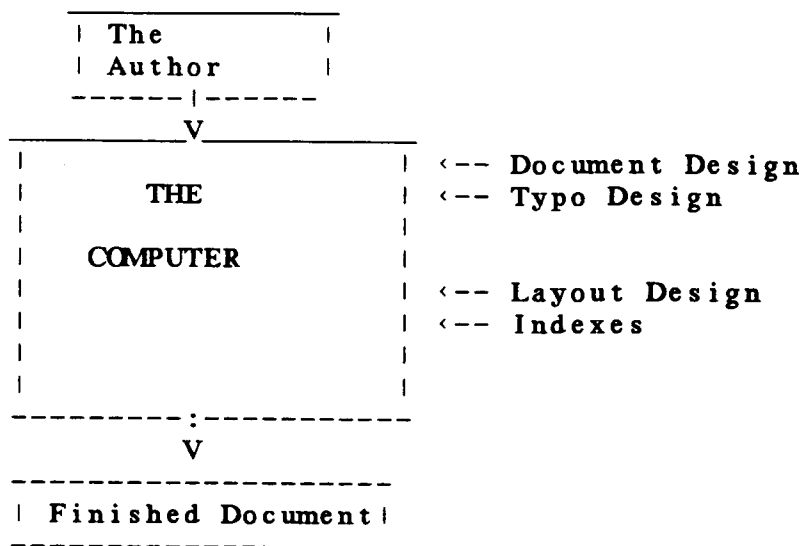 The
Author
V
<-- Document Design
THE <-- Typo Design
COMPUTER
<-- Layout Design
<-- Indexes
V
Finished Document